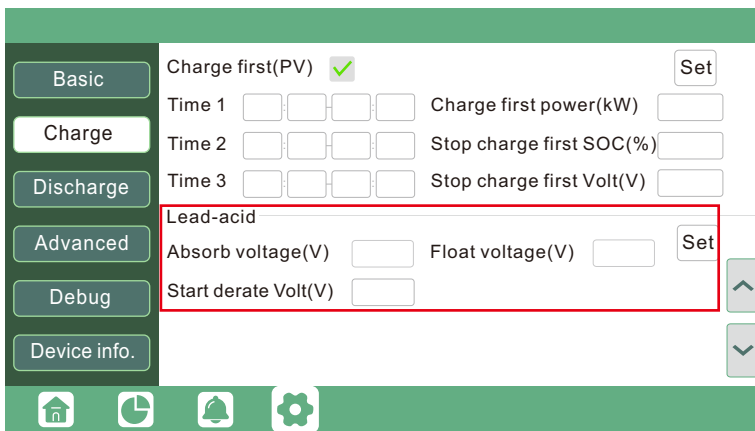 Basic
Charge
Discharge
Advanced
Debug
Device info.
Charge first(PV) Set
Time 1 : - : Charge first power(kW)
Time 2 : - : Stop charge first SOC(%)
Time 3 : - : Stop charge first Volt(V)
Lead-acid
Absorb voltage(V) Float voltage(V) Set
Start derate Volt(V)